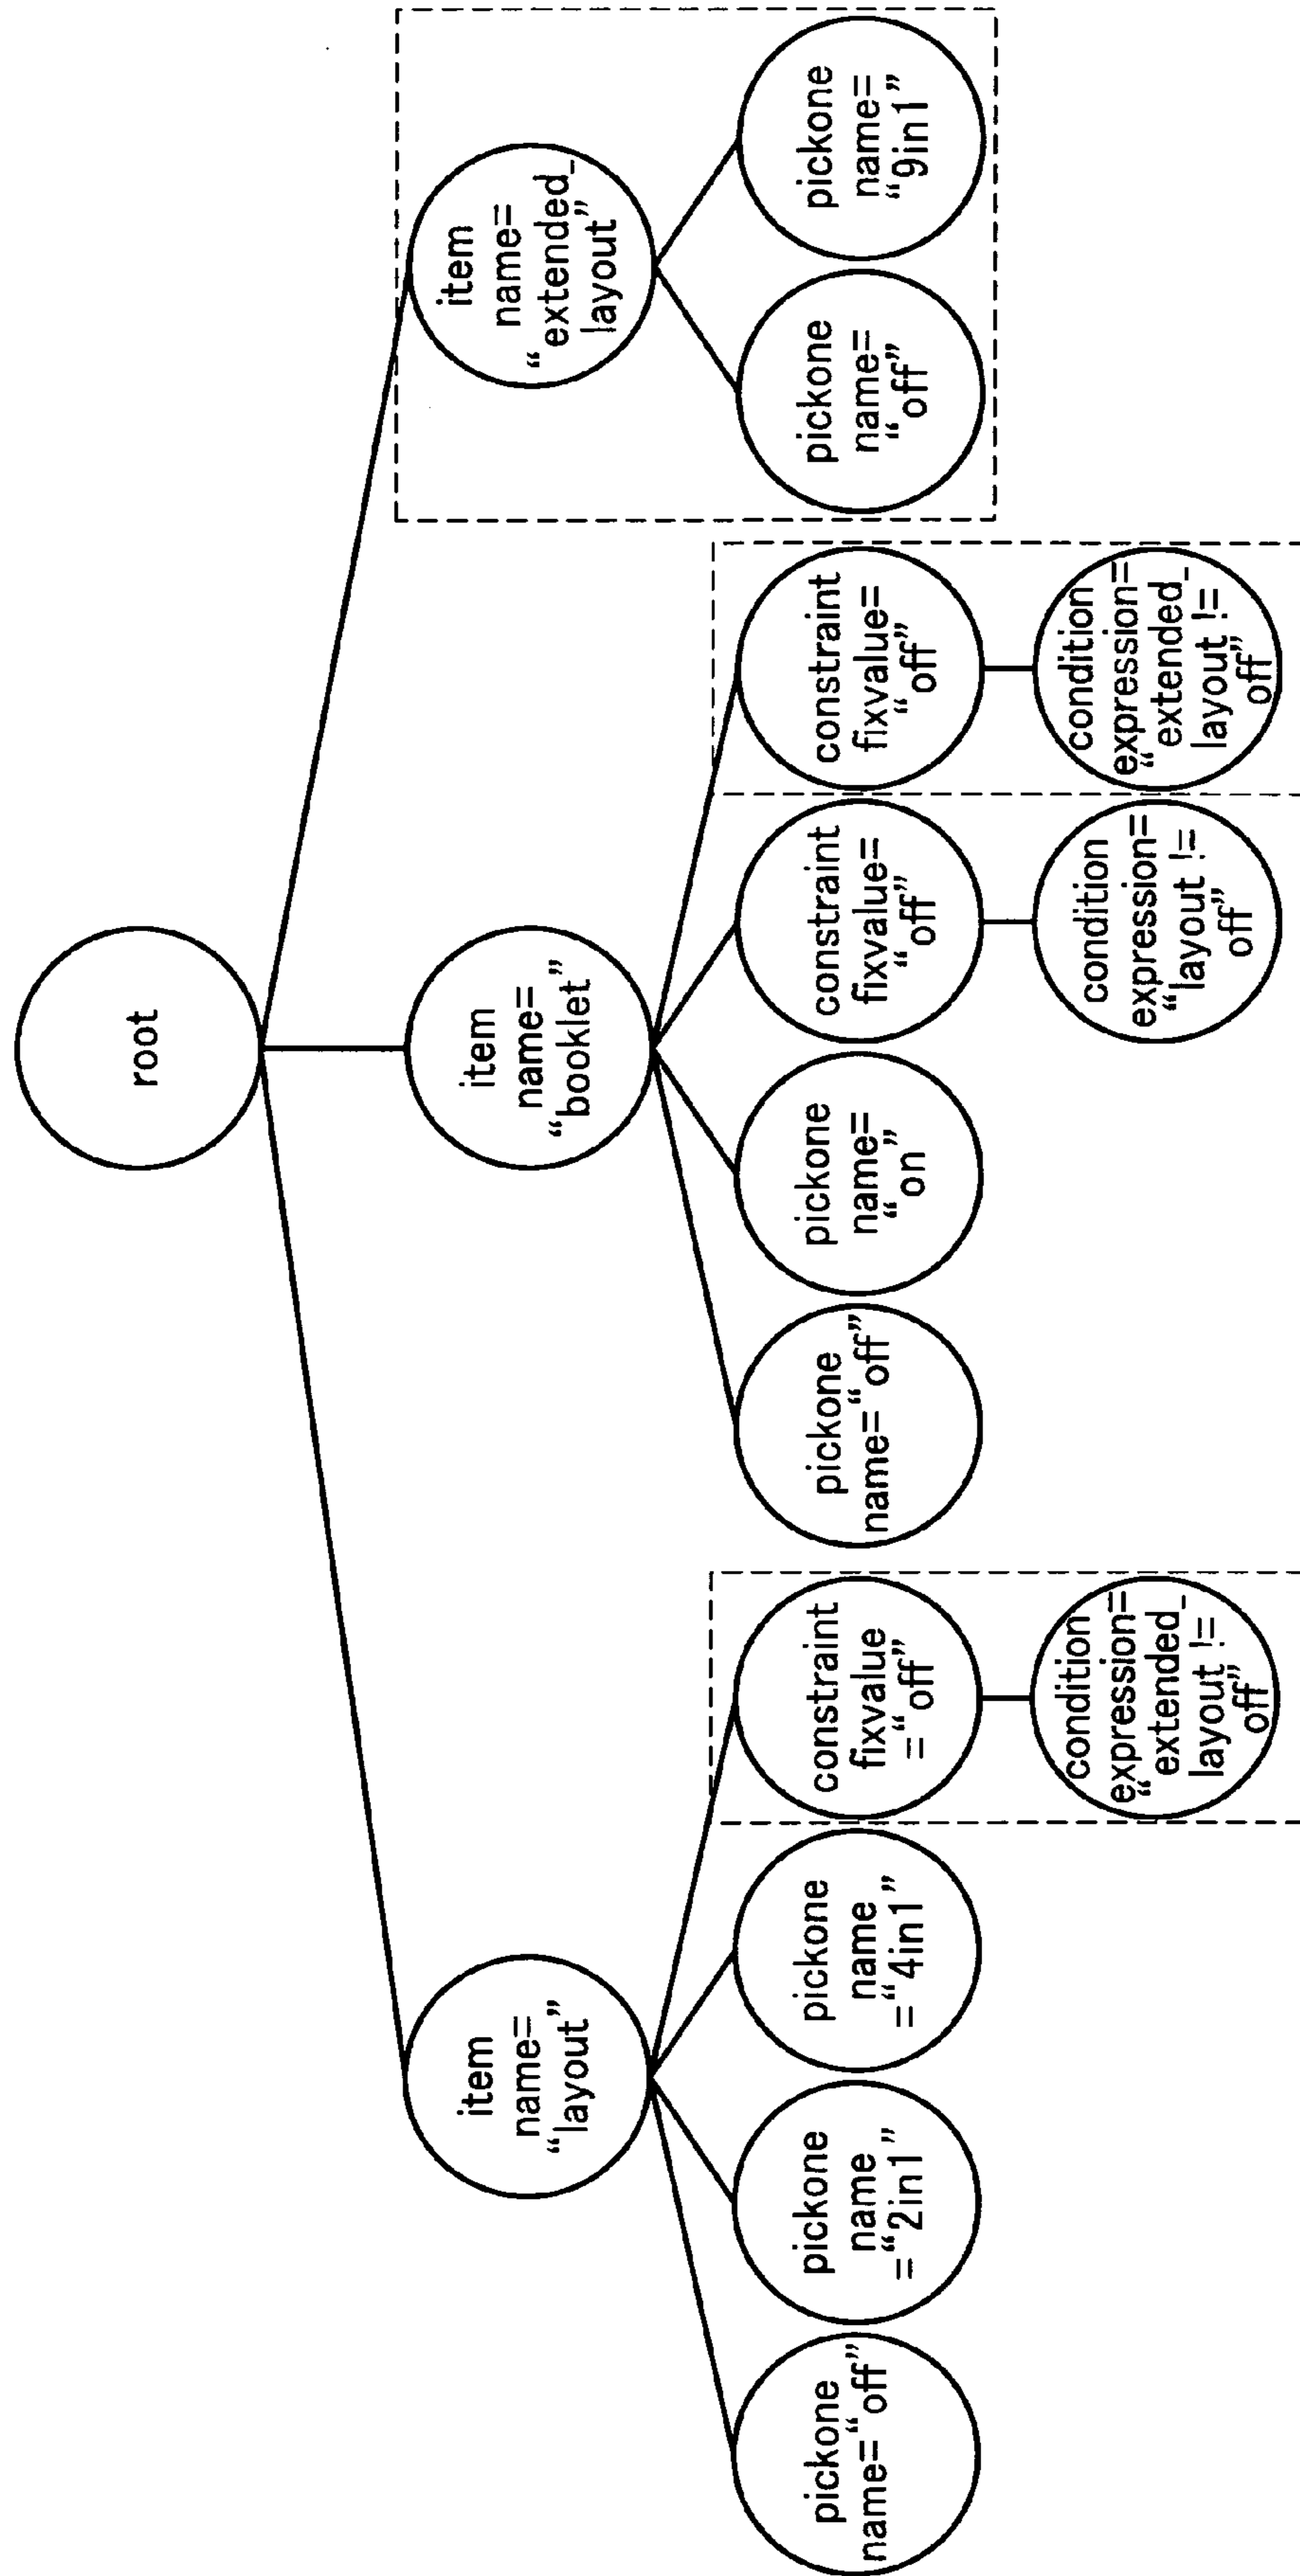 root
item
name=
“layout”
item
name=
“booklet”
item
name=
“extended_
layout”
pickone
name=“off”
pickone
name
=“2in1”
pickone
name
=“4in1”
constraint
fixvalue
=“off”
pickone
name=“off”
pickone
name=
“on”
constraint
fixvalue=
“off”
constraint
fixvalue=
“off”
pickone
name=
“off”
pickone
name=
“9in1”
condition
expression=
“extended_
layout !=
off”
condition
expression=
“layout !=
off”
condition
expression=
“extended_
layout !=
off”